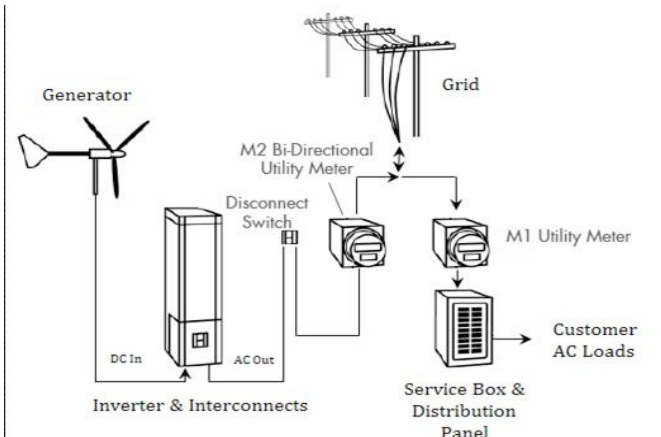 Generator
Grid
M2 Bi-Directional
Utility Meter
Disconnect
Switch
M1 Utility Meter
DC In
AC Out
Customer
AC Loads
Inverter & Interconnects
Service Box &
Distribution
Panel